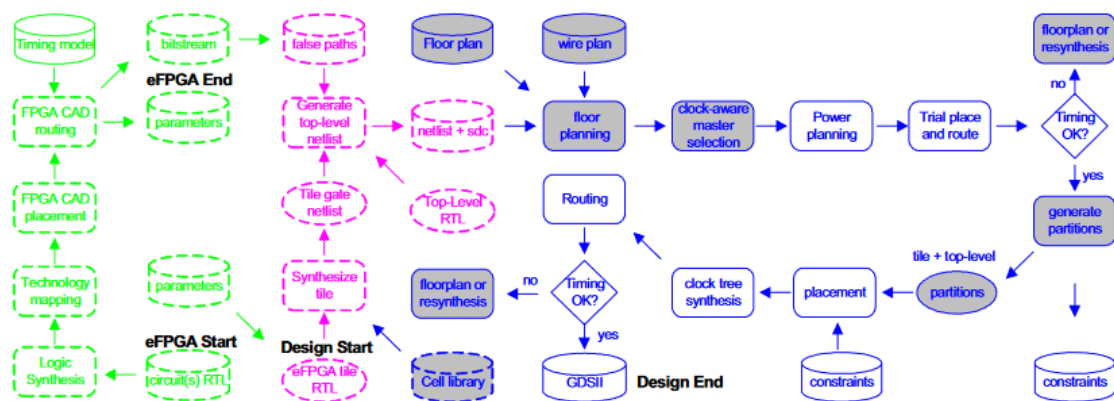 Timing model
bitstream
false paths
Floor plan
wire plan
floorplan or
resynthesis
eFPGA End
no
FPGA CAD
routing
parameters
Generate
top-level
netlist
netlist + sdc
floor
planning
clock-aware
master
selection
Power
planning
Trial place
and route
Timing
OK?
yes
FPGA CAD
placement
Tile gate
netlist
Top-Level
RTL
Routing
generate
partitions
tile + top-level
Technology
mapping
parameters
Synthesize
tile
floorplan or
resynthesis
no
Timing
OK?
clock tree
synthesis
placement
partitions
yes
eFPGA Start
Design Start
Logic
Synthesis
circuit(s) RTL
eFPGA tile
RTL
Cell library
GDSII
Design End
constraints
constraints